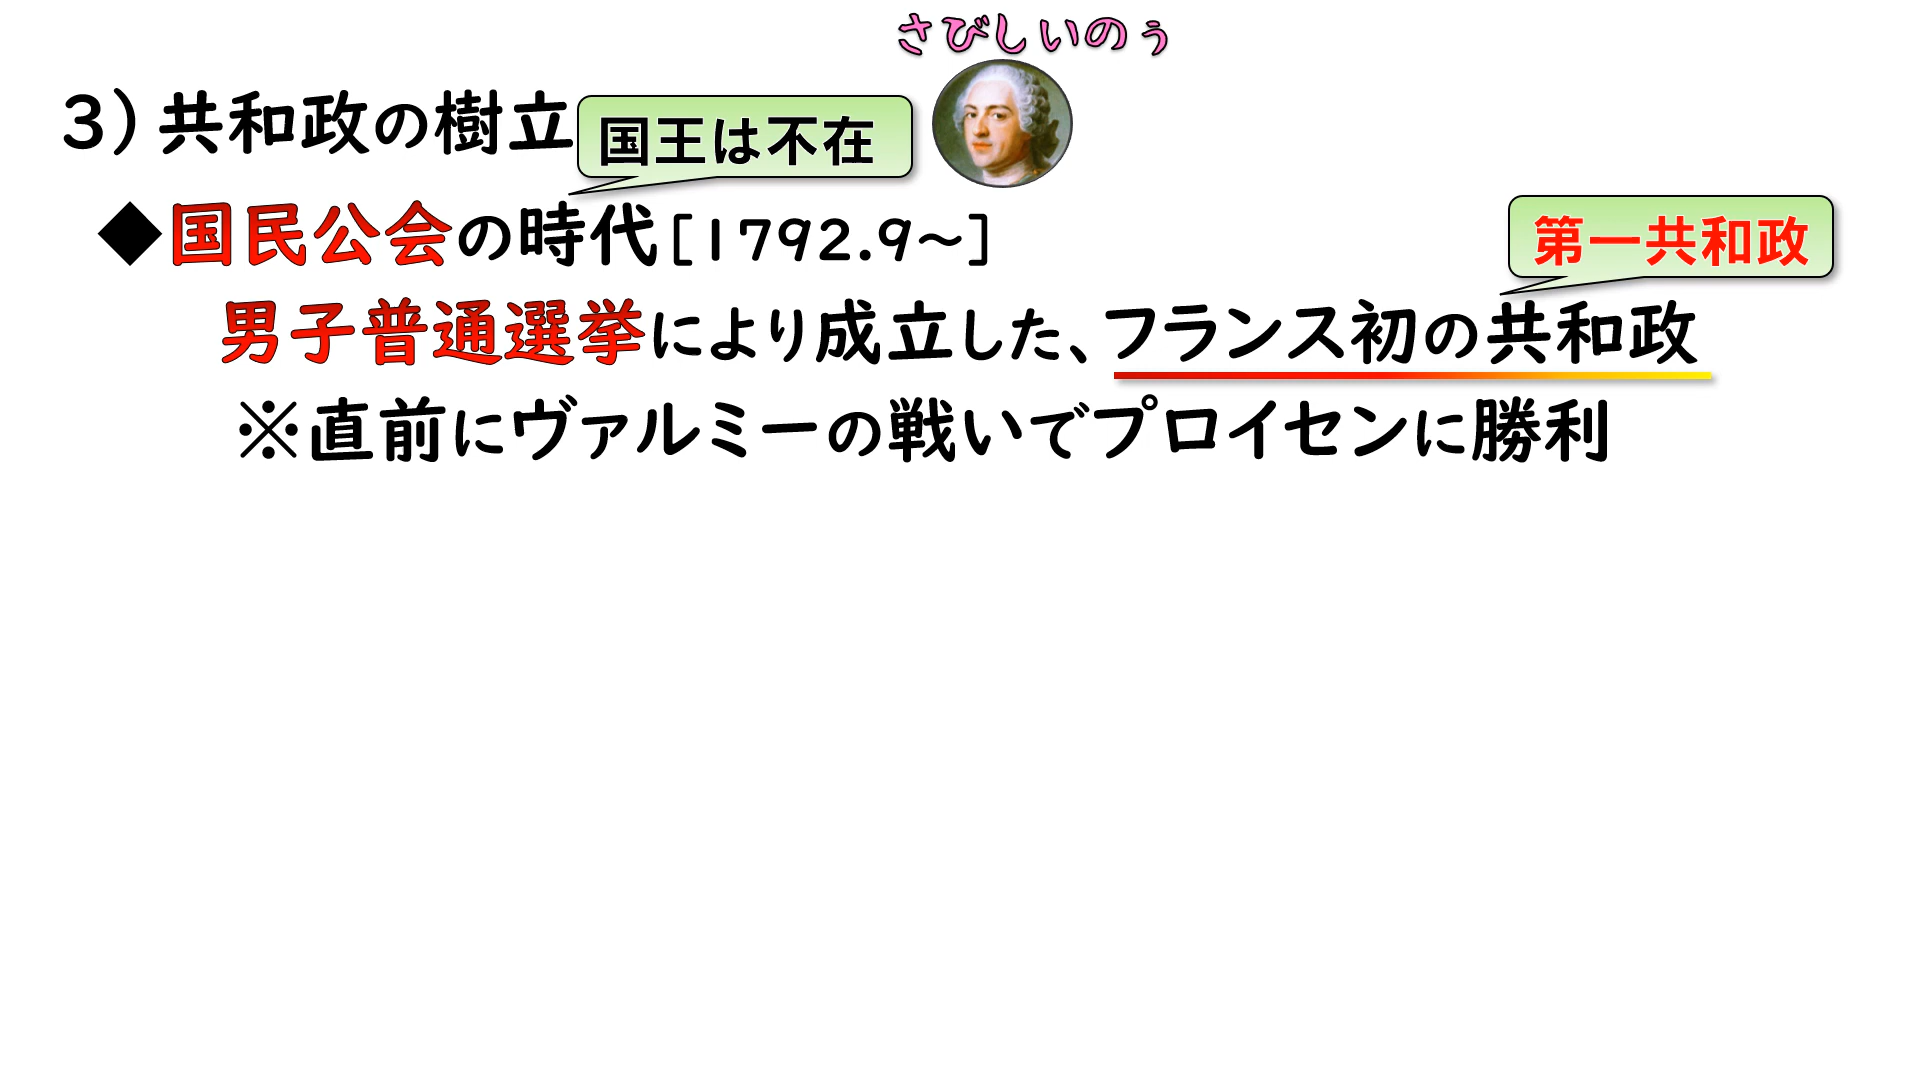 さびしいのぅ
3）共和政の樹立
国王は不在
◆国民公会の時代[1792.9～]
第一共和政
男子普通選挙により成立した、フランス初の共和政
※直前にヴァルミーの戦いでプロイセンに勝利